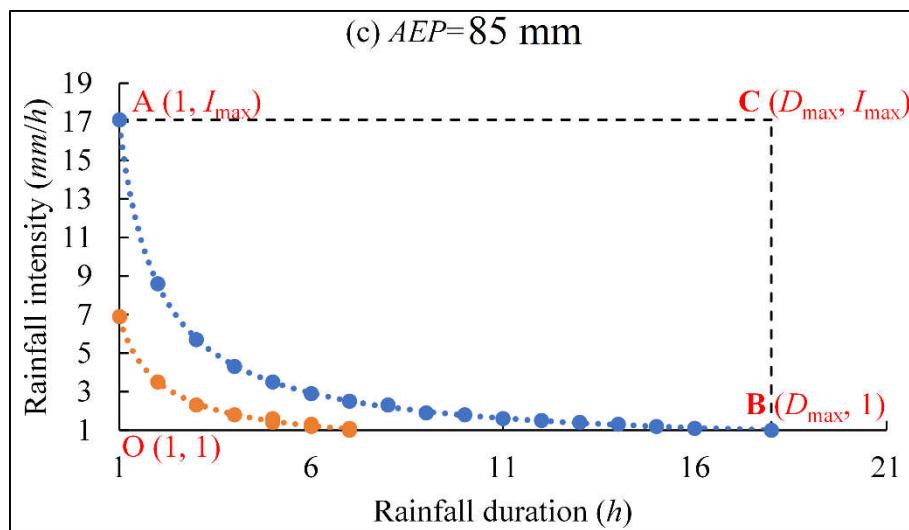 (c) AEP=85 mm
Rainfall intensity (mm/h)
19
17
15
13
11
9
7
5
3
1
A (1, Imax)
C (Dmax, Imax)
B (Dmax, 1)
O (1, 1)
1 6 11 16 21
Rainfall duration (h)